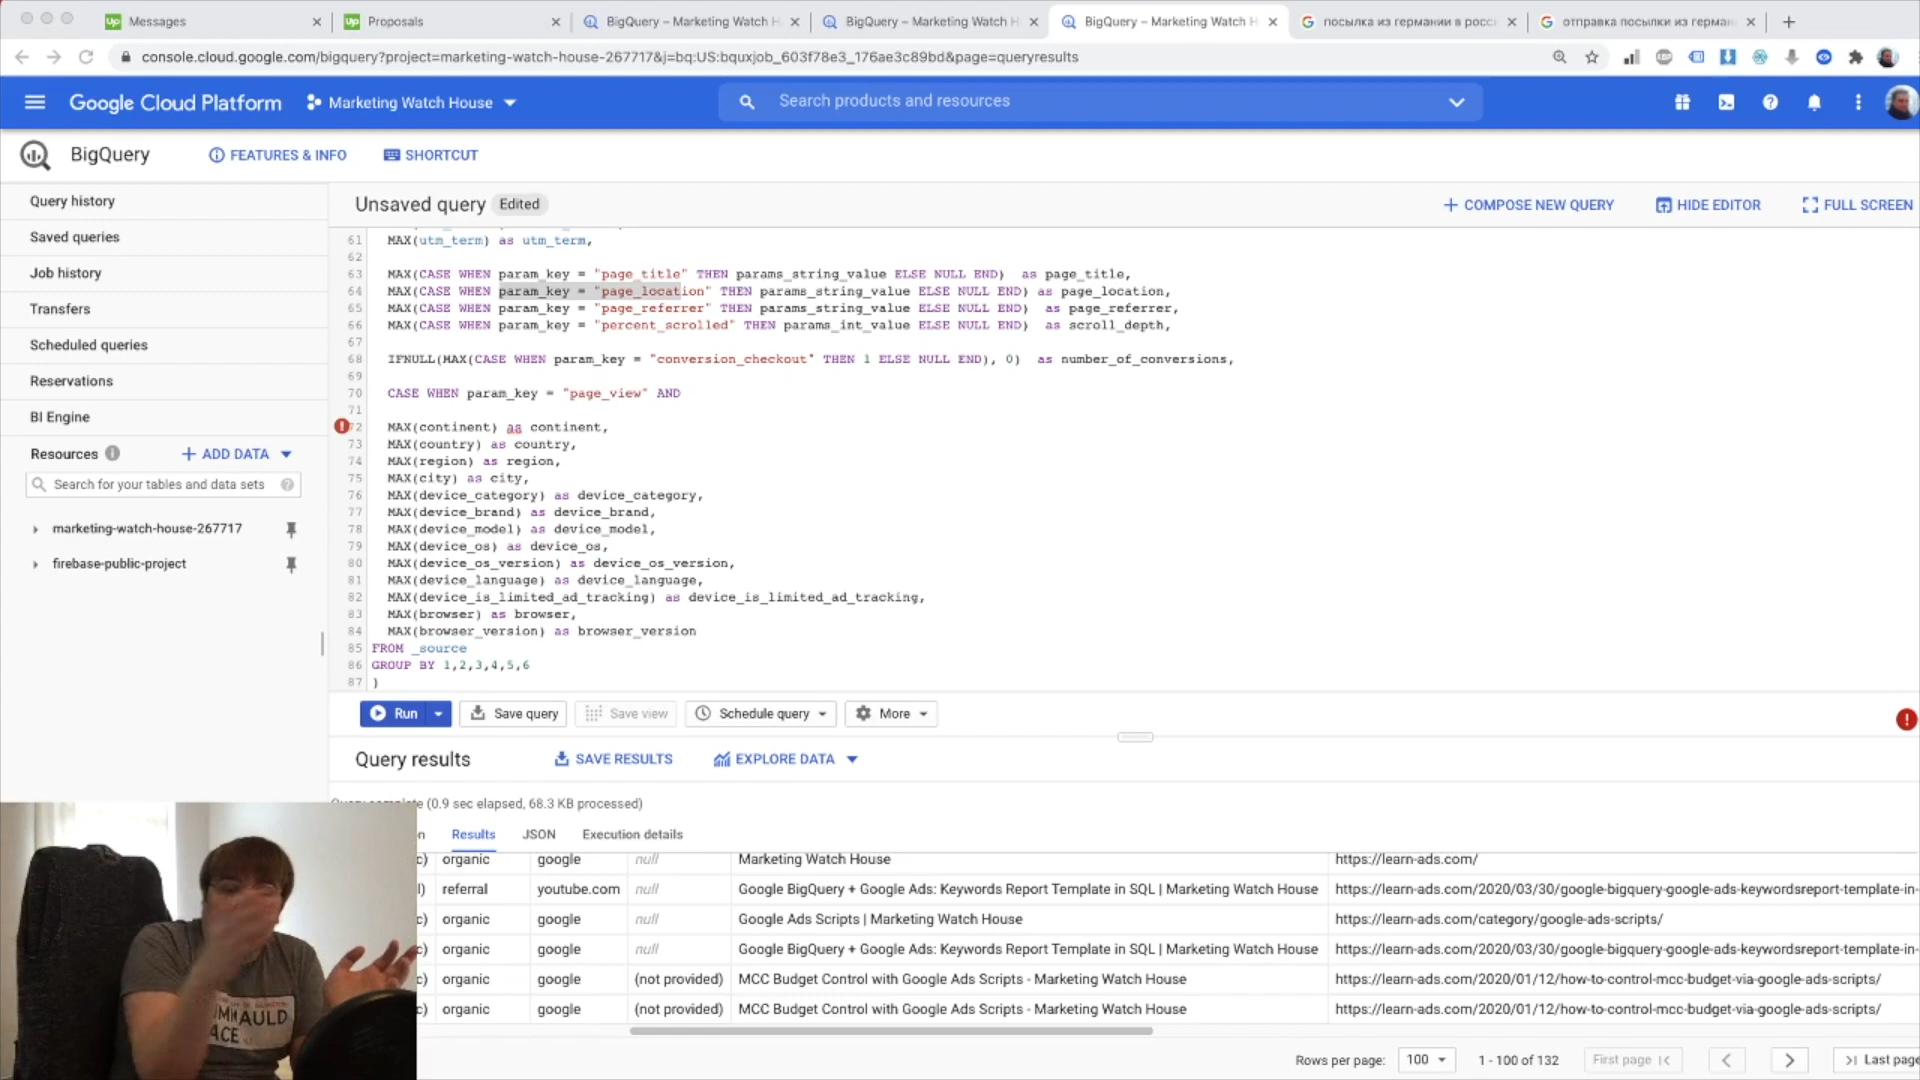 Messages
Proposals
BigQuery – Marketing Watch H
BigQuery – Marketing Watch H
BigQuery – Marketing Watch H
посылка из германии в росс
отправка посылки из герман
console.cloud.google.com/bigquery?project=marketing-watch-house-267717&j=bq:US:bquxjob_603f78e3_176ae3c89bd&page=queryresults
Google Cloud Platform
Marketing Watch House
Search products and resources
BigQuery
FEATURES & INFO
SHORTCUT
Query history
Saved queries
Job history
Transfers
Scheduled queries
Reservations
BI Engine
Resources
+ ADD DATA
Search for your tables and data sets
marketing-watch-house-267717
firebase-public-project
Unsaved query Edited
+ COMPOSE NEW QUERY
HIDE EDITOR
FULL SCREEN
61 MAX(utm_term) as utm_term,
62
63 MAX(CASE WHEN param_key = "page_title" THEN params_string_value ELSE NULL END) as page_title,
64 MAX(CASE WHEN param_key = "page_location" THEN params_string_value ELSE NULL END) as page_location,
65 MAX(CASE WHEN param_key = "page_referrer" THEN params_string_value ELSE NULL END) as page_referrer,
66 MAX(CASE WHEN param_key = "percent_scrolled" THEN params_int_value ELSE NULL END) as scroll_depth,
67
68 IFNULL(MAX(CASE WHEN param_key = "conversion_checkout" THEN 1 ELSE NULL END), 0) as number_of_conversions,
69
70 CASE WHEN param_key = "page_view" AND
71
72 MAX(continent) as continent,
73 MAX(country) as country,
74 MAX(region) as region,
75 MAX(city) as city,
76 MAX(device_category) as device_category,
77 MAX(device_brand) as device_brand,
78 MAX(device_model) as device_model,
79 MAX(device_os) as device_os,
80 MAX(device_os_version) as device_os_version,
81 MAX(device_language) as device_language,
82 MAX(device_is_limited_ad_tracking) as device_is_limited_ad_tracking,
83 MAX(browser) as browser,
84 MAX(browser_version) as browser_version
85 FROM _source
86 GROUP BY 1,2,3,4,5,6
87 )
Run
Save query
Save view
Schedule query
More
Query results
SAVE RESULTS
EXPLORE DATA
(0.9 sec elapsed, 68.3 KB processed)
Results
JSON
Execution details
c) organic google null Marketing Watch House https://learn-ads.com/
l) referral youtube.com null Google BigQuery + Google Ads: Keywords Report Template in SQL | Marketing Watch House https://learn-ads.com/2020/03/30/google-bigquery-google-ads-keywordsreport-template-in-
c) organic google null Google Ads Scripts | Marketing Watch House https://learn-ads.com/category/google-ads-scripts/
c) organic google null Google BigQuery + Google Ads: Keywords Report Template in SQL | Marketing Watch House https://learn-ads.com/2020/03/30/google-bigquery-google-ads-keywordsreport-template-in-
c) organic google (not provided) MCC Budget Control with Google Ads Scripts - Marketing Watch House https://learn-ads.com/2020/01/12/how-to-control-mcc-budget-via-google-ads-scripts/
c) organic google (not provided) MCC Budget Control with Google Ads Scripts - Marketing Watch House https://learn-ads.com/2020/01/12/how-to-control-mcc-budget-via-google-ads-scripts/
Rows per page: 100
1 - 100 of 132
First page
Last page